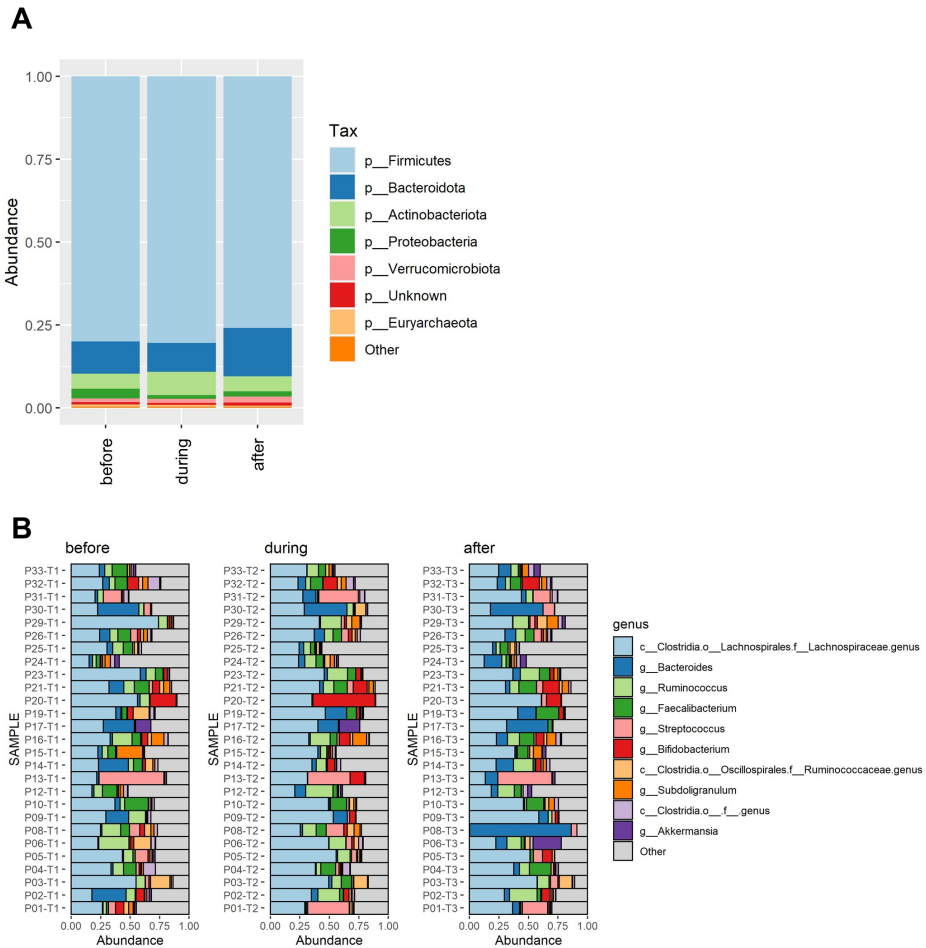 A
Abundance
1.00
0.75
0.50
0.25
0.00
before
during
after
Tax
p__Firmicutes
p__Bacteroidota
p__Actinobacteriota
p__Proteobacteria
p__Verrucomicrobiota
p__Unknown
p__Euryarchaeota
Other
B
before
SAMPLE
P33-T1
P32-T1
P31-T1
P30-T1
P29-T1
P26-T1
P25-T1
P24-T1
P23-T1
P21-T1
P20-T1
P19-T1
P17-T1
P16-T1
P15-T1
P14-T1
P13-T1
P12-T1
P10-T1
P09-T1
P08-T1
P06-T1
P05-T1
P04-T1
P03-T1
P02-T1
P01-T1
0.00 0.25 0.50 0.75 1.00
Abundance
during
SAMPLE
P33-T2
P32-T2
P31-T2
P30-T2
P29-T2
P26-T2
P25-T2
P24-T2
P23-T2
P21-T2
P20-T2
P19-T2
P17-T2
P16-T2
P15-T2
P14-T2
P13-T2
P12-T2
P10-T2
P09-T2
P08-T2
P06-T2
P05-T2
P04-T2
P03-T2
P02-T2
P01-T2
0.00 0.25 0.50 0.75 1.00
Abundance
after
SAMPLE
P33-T3
P32-T3
P31-T3
P30-T3
P29-T3
P26-T3
P25-T3
P24-T3
P23-T3
P21-T3
P20-T3
P19-T3
P17-T3
P16-T3
P15-T3
P14-T3
P13-T3
P12-T3
P10-T3
P09-T3
P08-T3
P06-T3
P05-T3
P04-T3
P03-T3
P02-T3
P01-T3
0.00 0.25 0.50 0.75 1.00
Abundance
genus
c__Clostridia.o__Lachnospirales.f__Lachnospiraceae.genus
g__Bacteroides
g__Ruminococcus
g__Faecalibacterium
g__Streptococcus
g__Bifidobacterium
c__Clostridia.o__Oscillospirales.f__Ruminococcaceae.genus
g__Subdoligranulum
c__Clostridia.o__.f__.genus
g__Akkermansia
Other